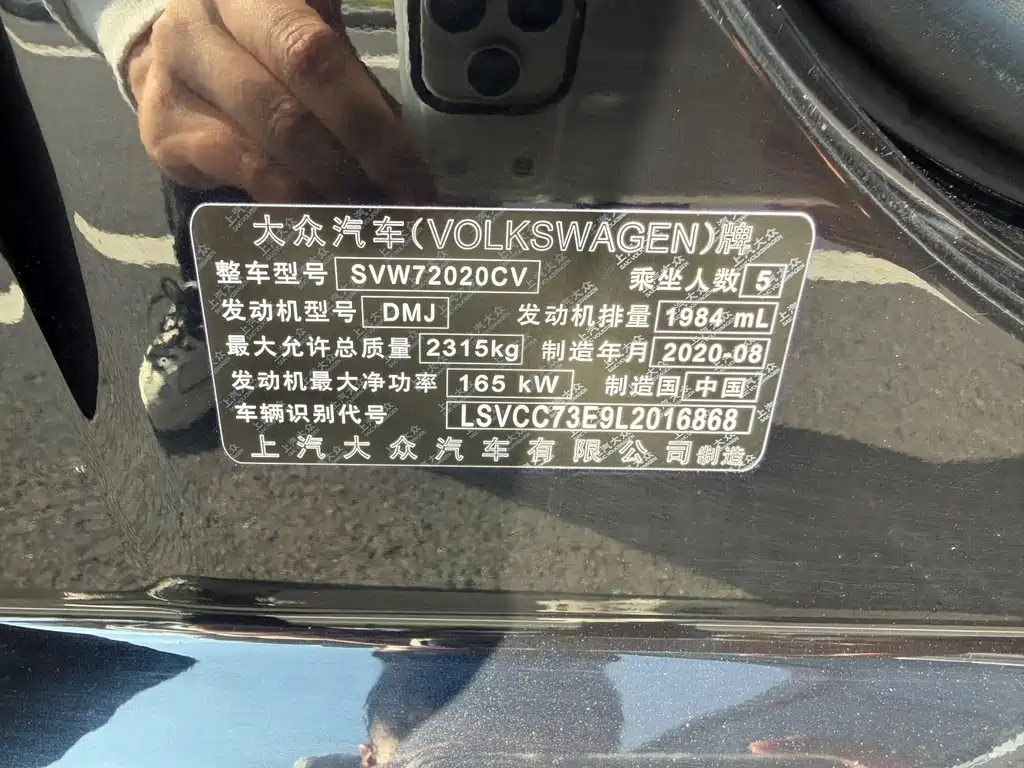 大众汽车(VOLKSWAGEN)牌
整车型号 SVW72020CV 乘坐人数 5
发动机型号 DMJ 发动机排量 1984 mL
最大允许总质量 2315kg 制造年月 2020-08
发动机最大净功率 165 kW 制造国 中国
车辆识别代号 LSVCC73E9L2016868
上汽大众汽车有限公司制造